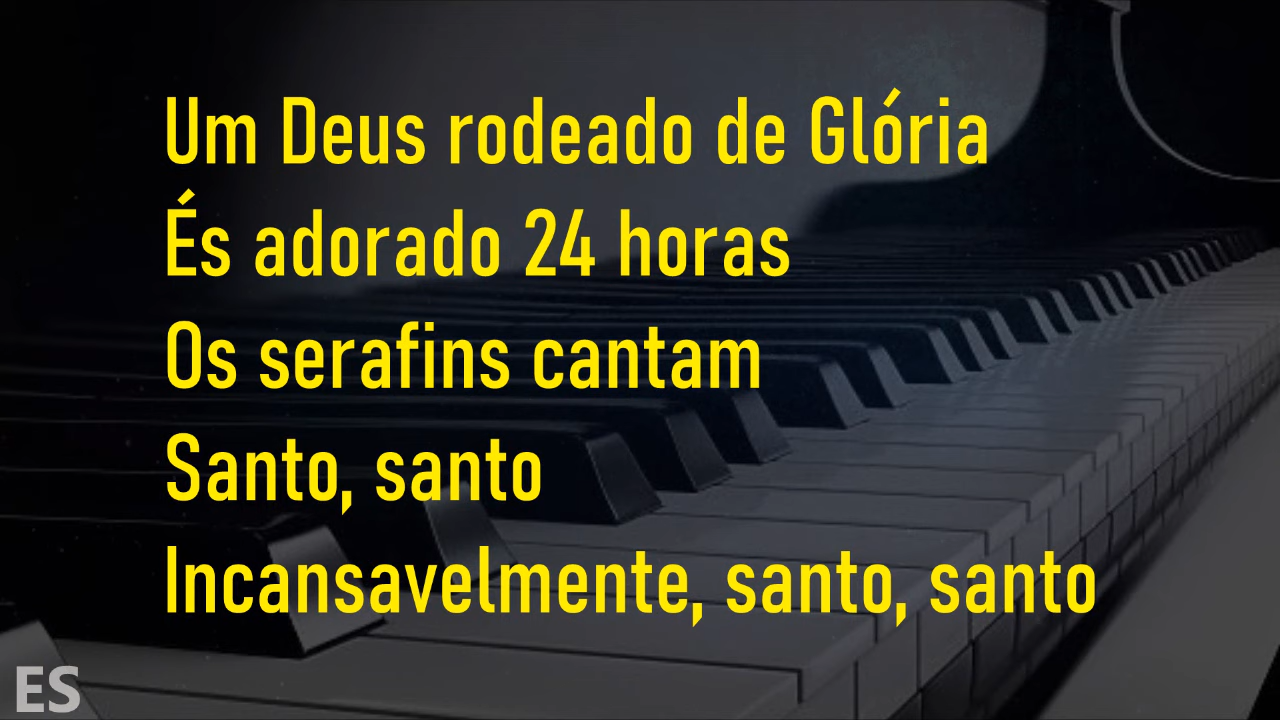 Um Deus rodeado de Glória
És adorado 24 horas
Os serafins cantam
Santo, santo
Incansavelmente, santo, santo
ES